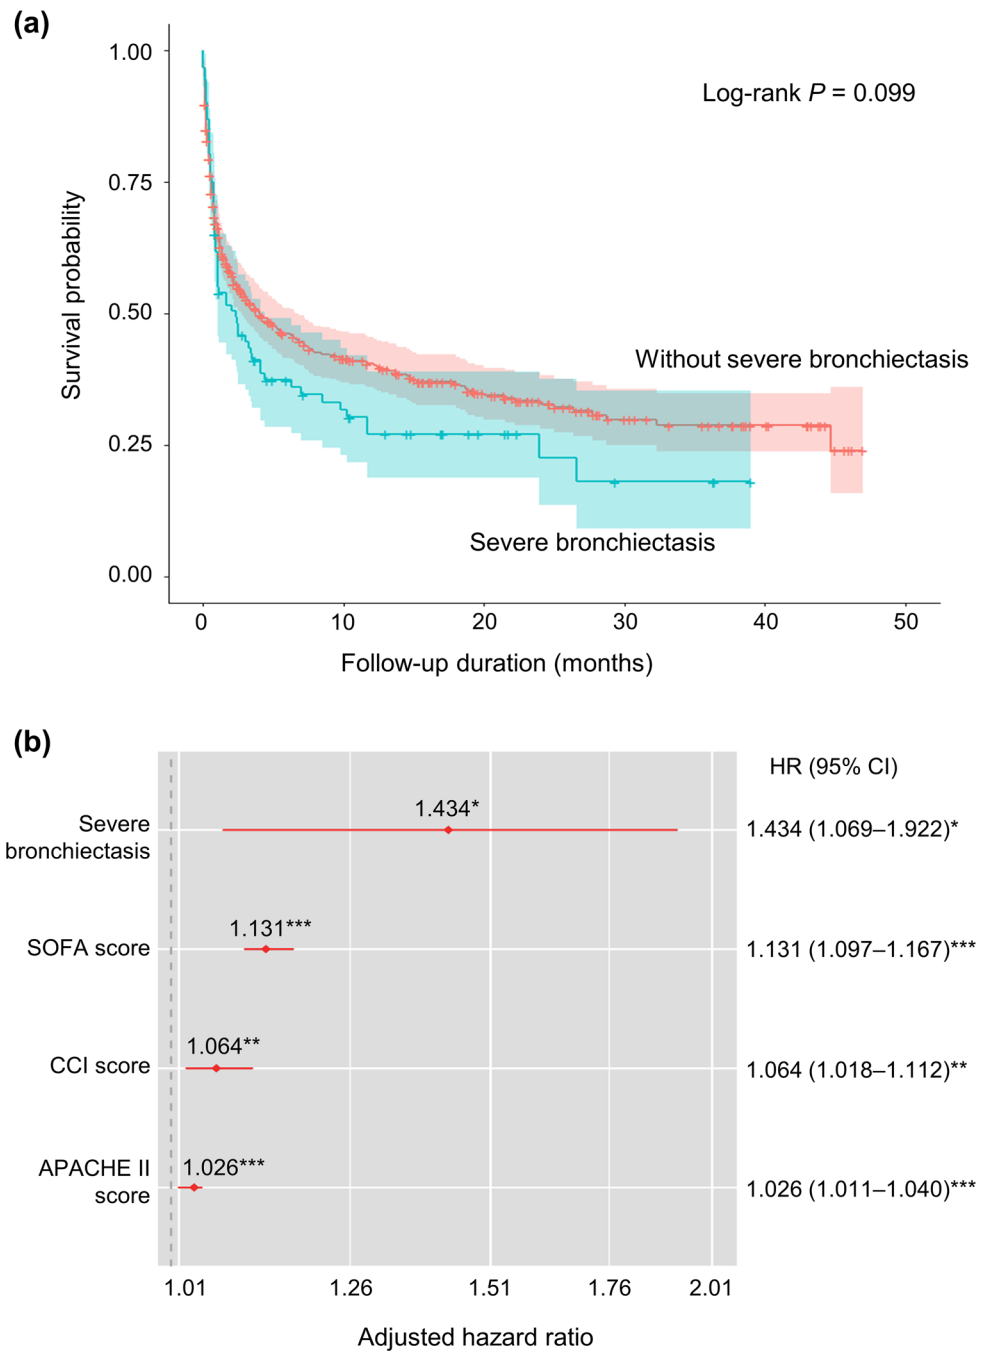 (a)
1.00
0.75
0.50
0.25
0.00
Survival probability
Log-rank P = 0.099
Without severe bronchiectasis
Severe bronchiectasis
0 10 20 30 40 50
Follow-up duration (months)
(b)
HR (95% CI)
Severe
bronchiectasis
1.434*
1.434 (1.069–1.922)*
SOFA score
1.131***
1.131 (1.097–1.167)***
CCI score
1.064**
1.064 (1.018–1.112)**
APACHE II
score
1.026***
1.026 (1.011–1.040)***
1.01 1.26 1.51 1.76 2.01
Adjusted hazard ratio